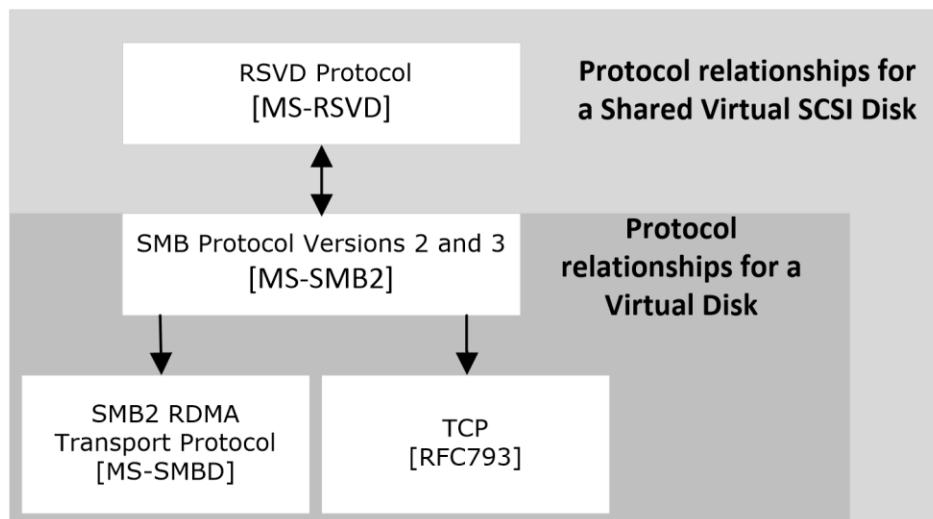 RSVD Protocol
[MS-RSVD]
Protocol relationships for
a Shared Virtual SCSI Disk
SMB Protocol Versions 2 and 3
[MS-SMB2]
Protocol
relationships for a
Virtual Disk
SMB2 RDMA
Transport Protocol
[MS-SMBD]
TCP
[RFC793]